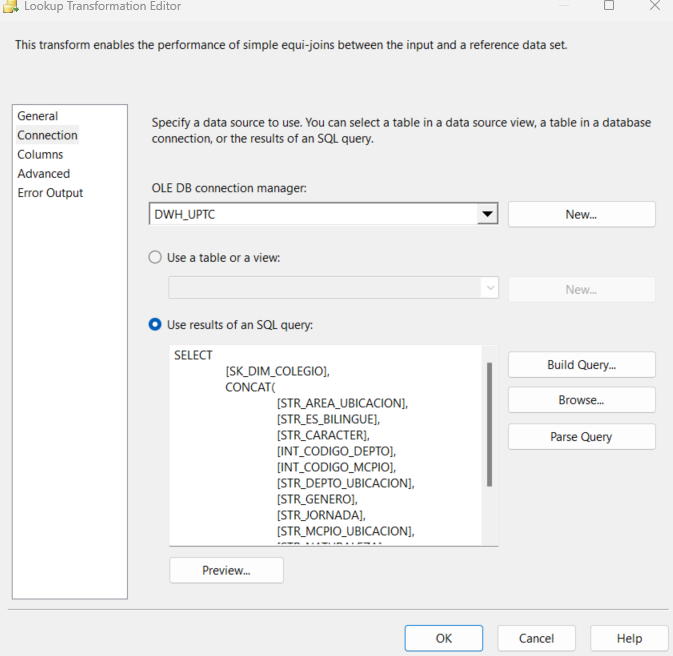 Lookup Transformation Editor
This transform enables the performance of simple equi-joins between the input and a reference data set.
General
Connection
Columns
Advanced
Error Output
Specify a data source to use. You can select a table in a data source view, a table in a database
connection, or the results of an SQL query.
OLE DB connection manager:
DWH_UPTC
New...
Use a table or a view:
New...
Use results of an SQL query:
SELECT
[SK_DIM_COLEGIO],
CONCAT(
[STR_AREA_UBICACION],
[STR_ES_BILINGUE],
[STR_CARACTER],
[INT_CODIGO_DEPTO],
[INT_CODIGO_MCPIO],
[STR_DEPTO_UBICACION],
[STR_GENERO],
[STR_JORNADA],
[STR_MCPIO_UBICACION],
Build Query...
Browse...
Parse Query
Preview...
OK
Cancel
Help